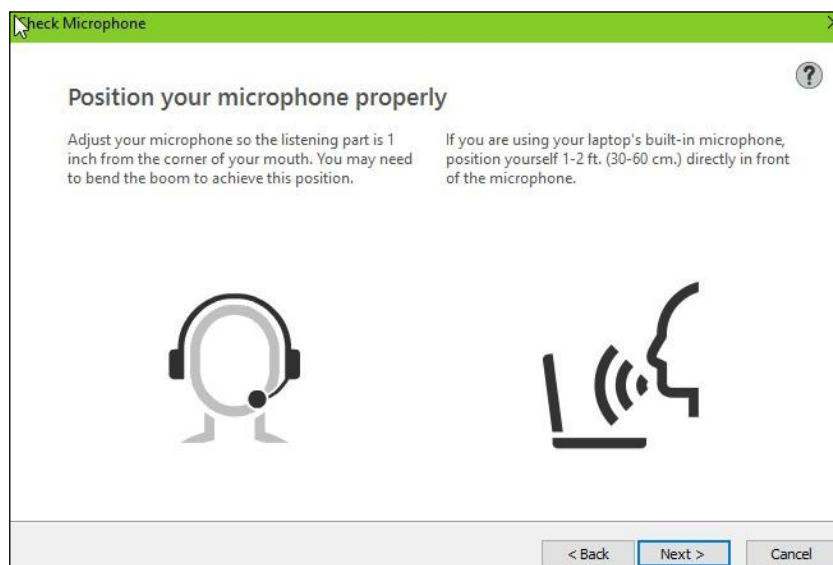 Check Microphone
?
Position your microphone properly
Adjust your microphone so the listening part is 1
inch from the corner of your mouth. You may need
to bend the boom to achieve this position.
If you are using your laptop's built-in microphone,
position yourself 1-2 ft. (30-60 cm.) directly in front
of the microphone.
< Back
Next >
Cancel